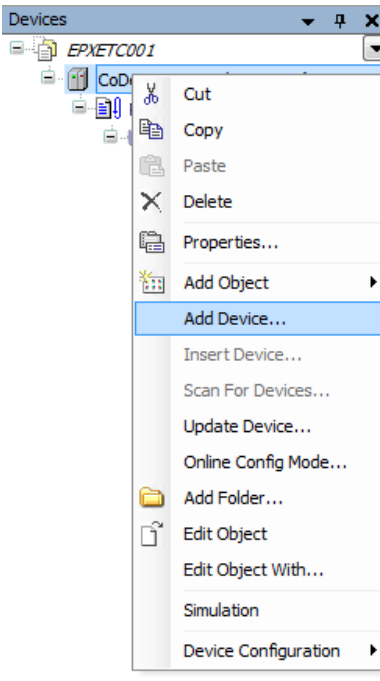 Devices
EPXETC001
Cut
Copy
Paste
Delete
Properties...
Add Object
Add Device...
Insert Device...
Scan For Devices...
Update Device...
Online Config Mode...
Add Folder...
Edit Object
Edit Object With...
Simulation
Device Configuration